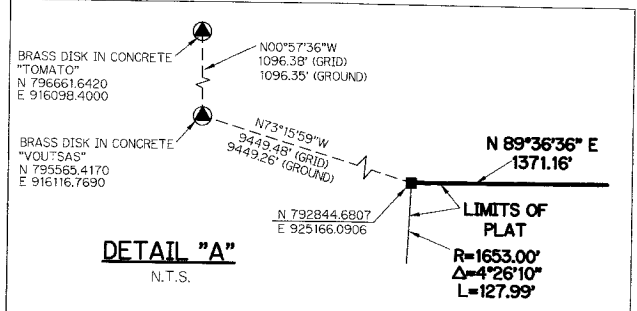 BRASS DISK IN CONCRETE
"TOMATO"
N 796661.6420
E 916098.4000
N00°57'36"W
1096.38' (GRID)
1096.35' (GROUND)
BRASS DISK IN CONCRETE
"VOUTSAS"
N 795565.4170
E 916116.7690
N73°15'59"W
9449.48' (GRID)
9449.26' (GROUND)
N 89°36'36" E
1371.16'
N 792844.6807
E 925166.0906
LIMITS OF
PLAT
R=1653.00'
Δ=4°26'10"
L=127.99'
DETAIL "A"
N.T.S.